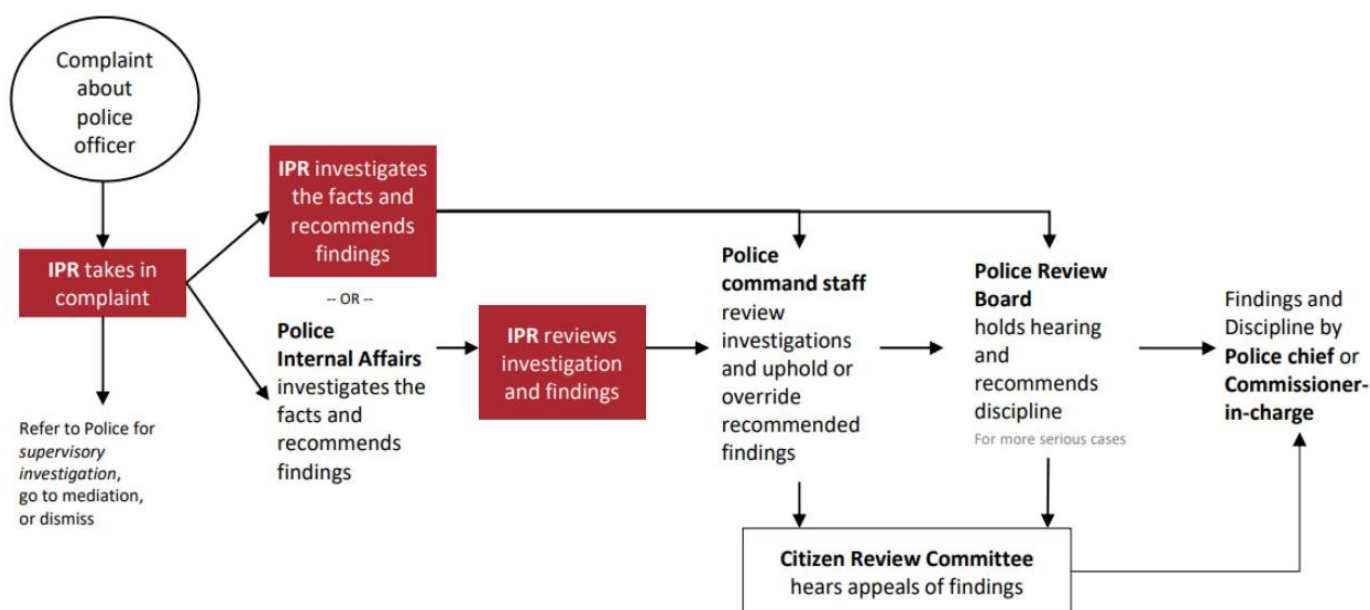 Complaint
about
police
officer
IPR takes in
complaint
Refer to Police for
supervisory
investigation,
go to mediation,
or dismiss
IPR investigates
the facts and
recommends
findings
-- OR --
Police
Internal Affairs
investigates the
facts and
recommends
findings
IPR reviews
investigation
and findings
Police
command staff
review
investigations
and uphold or
override
recommended
findings
Police Review
Board
holds hearing
and
recommends
discipline
For more serious cases
Citizen Review Committee
hears appeals of findings
Findings and
Discipline by
Police chief or
Commissioner-
in-charge